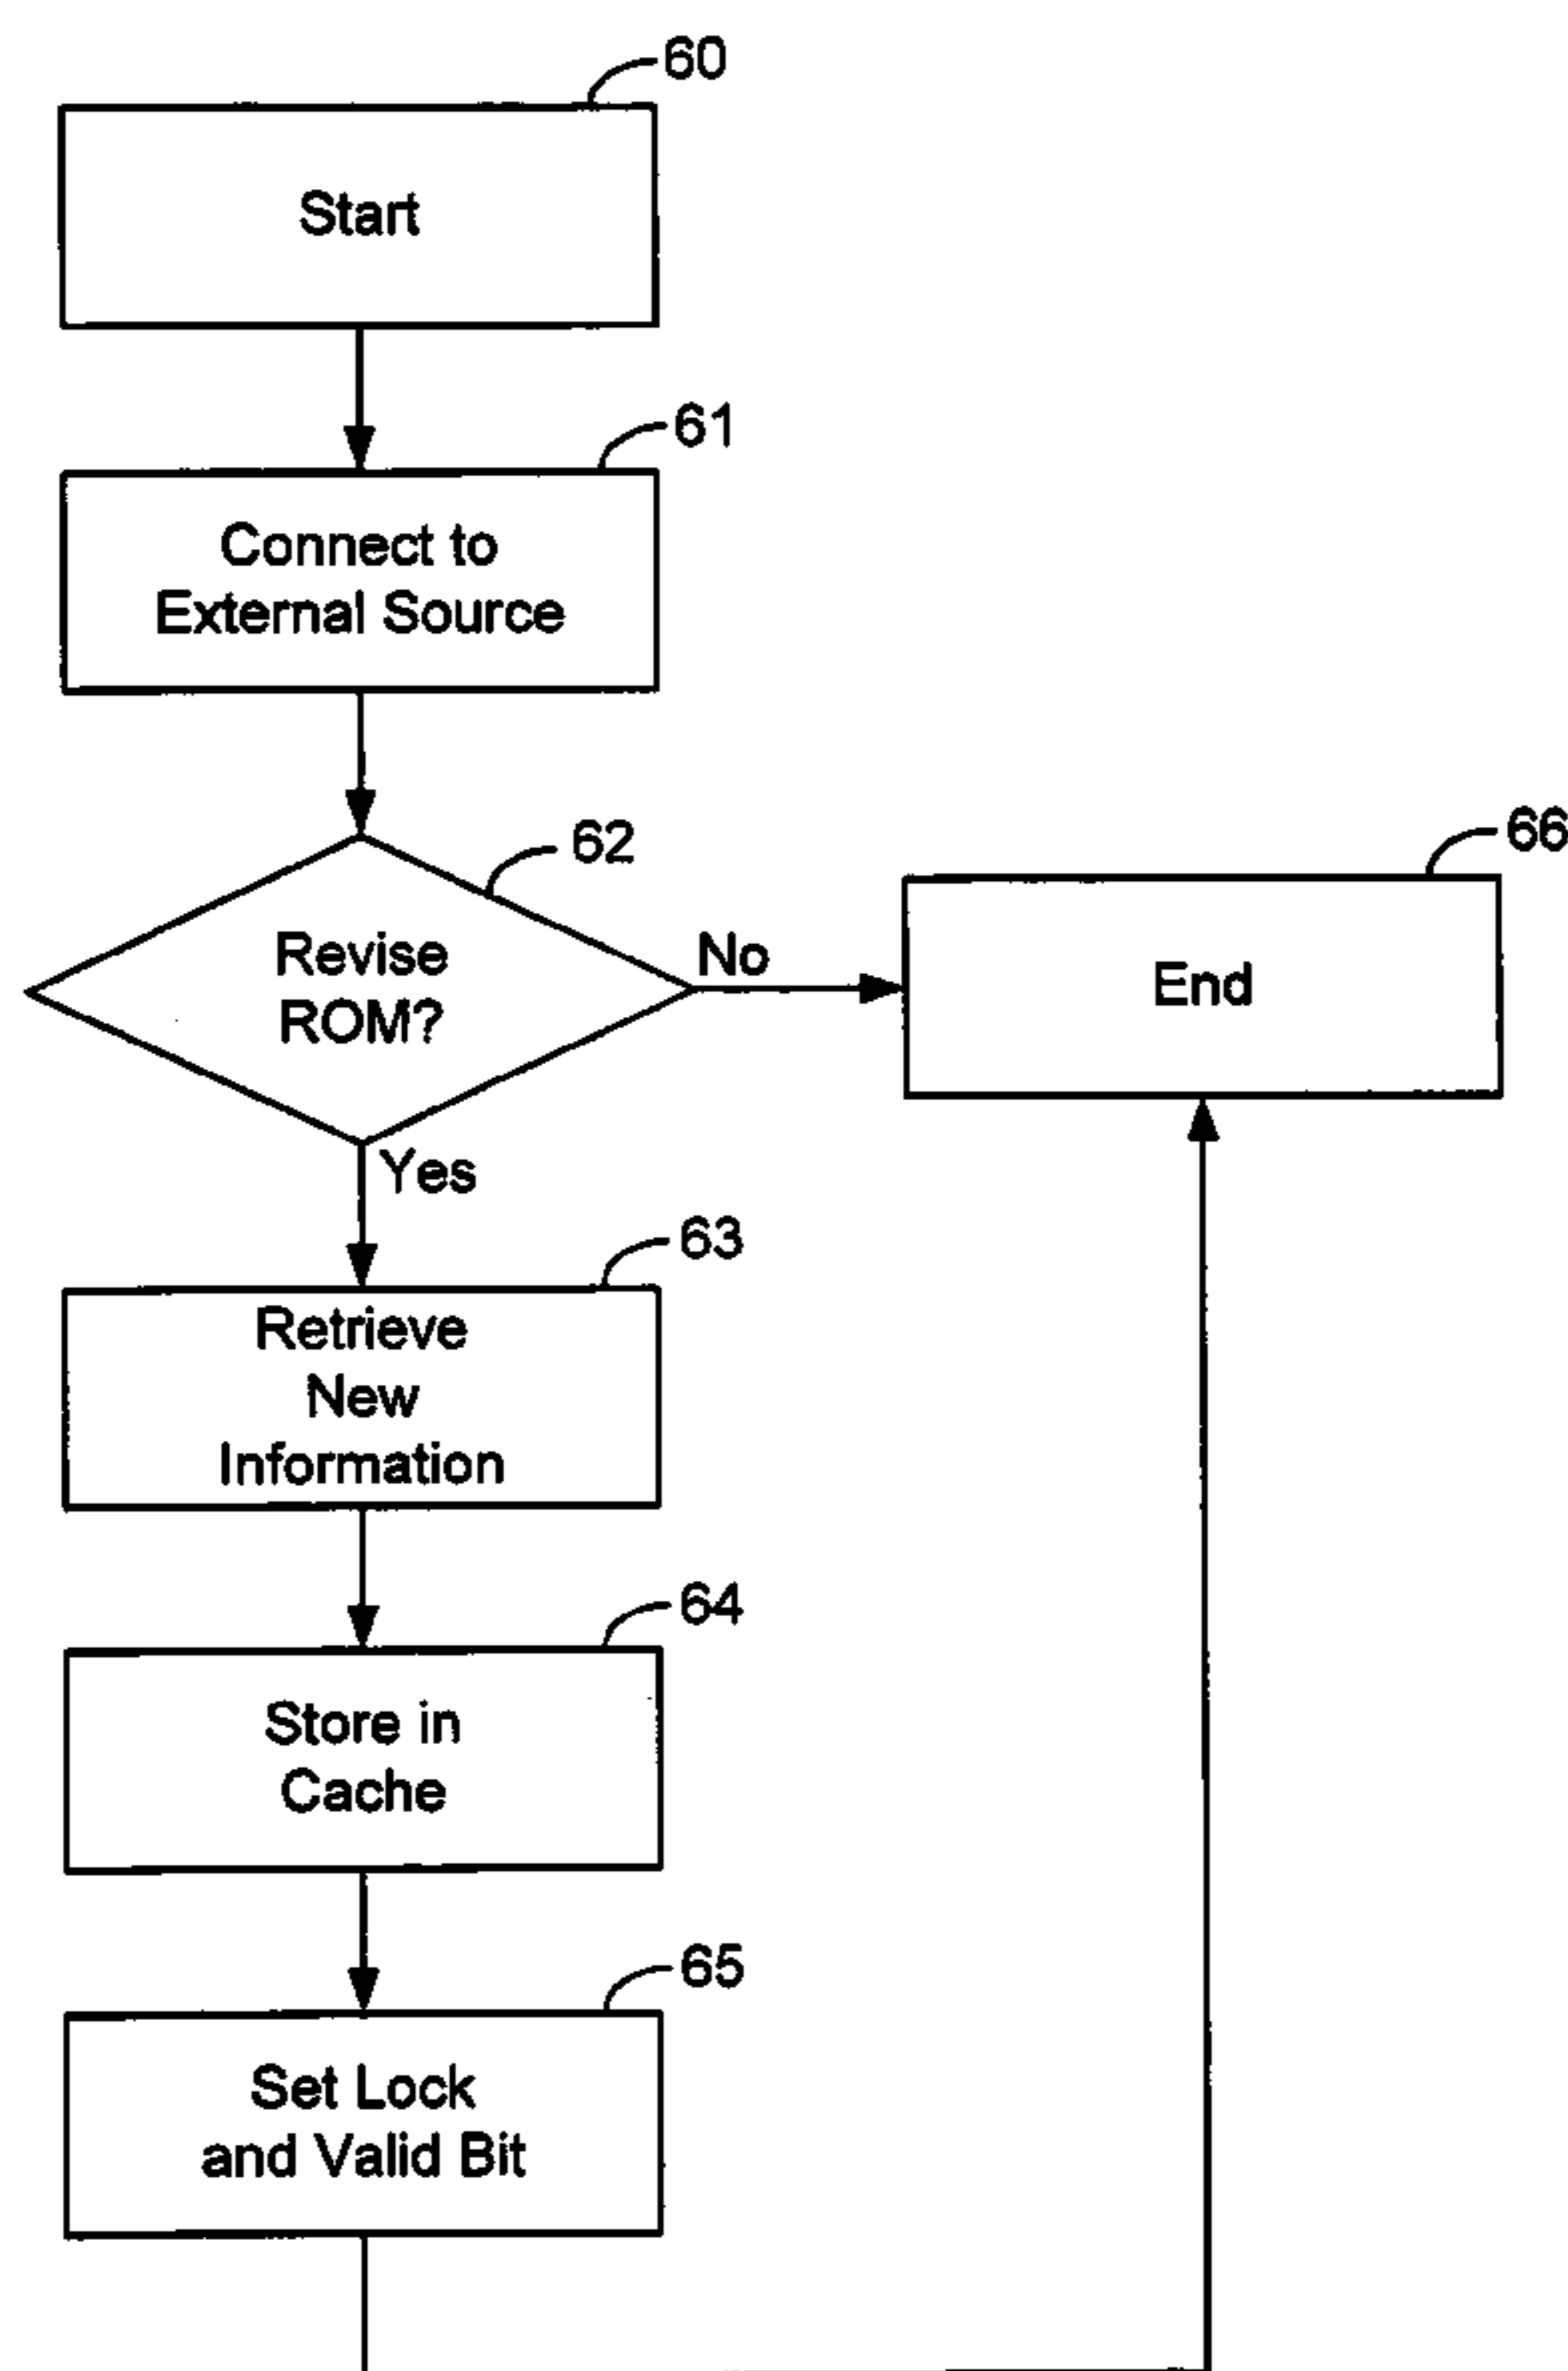 60
Start
61
Connect to
External Source
62
Revise
ROM?
No
66
End
Yes
63
Retrieve
New
Information
64
Store in
Cache
65
Set Lock
and Valid Bit